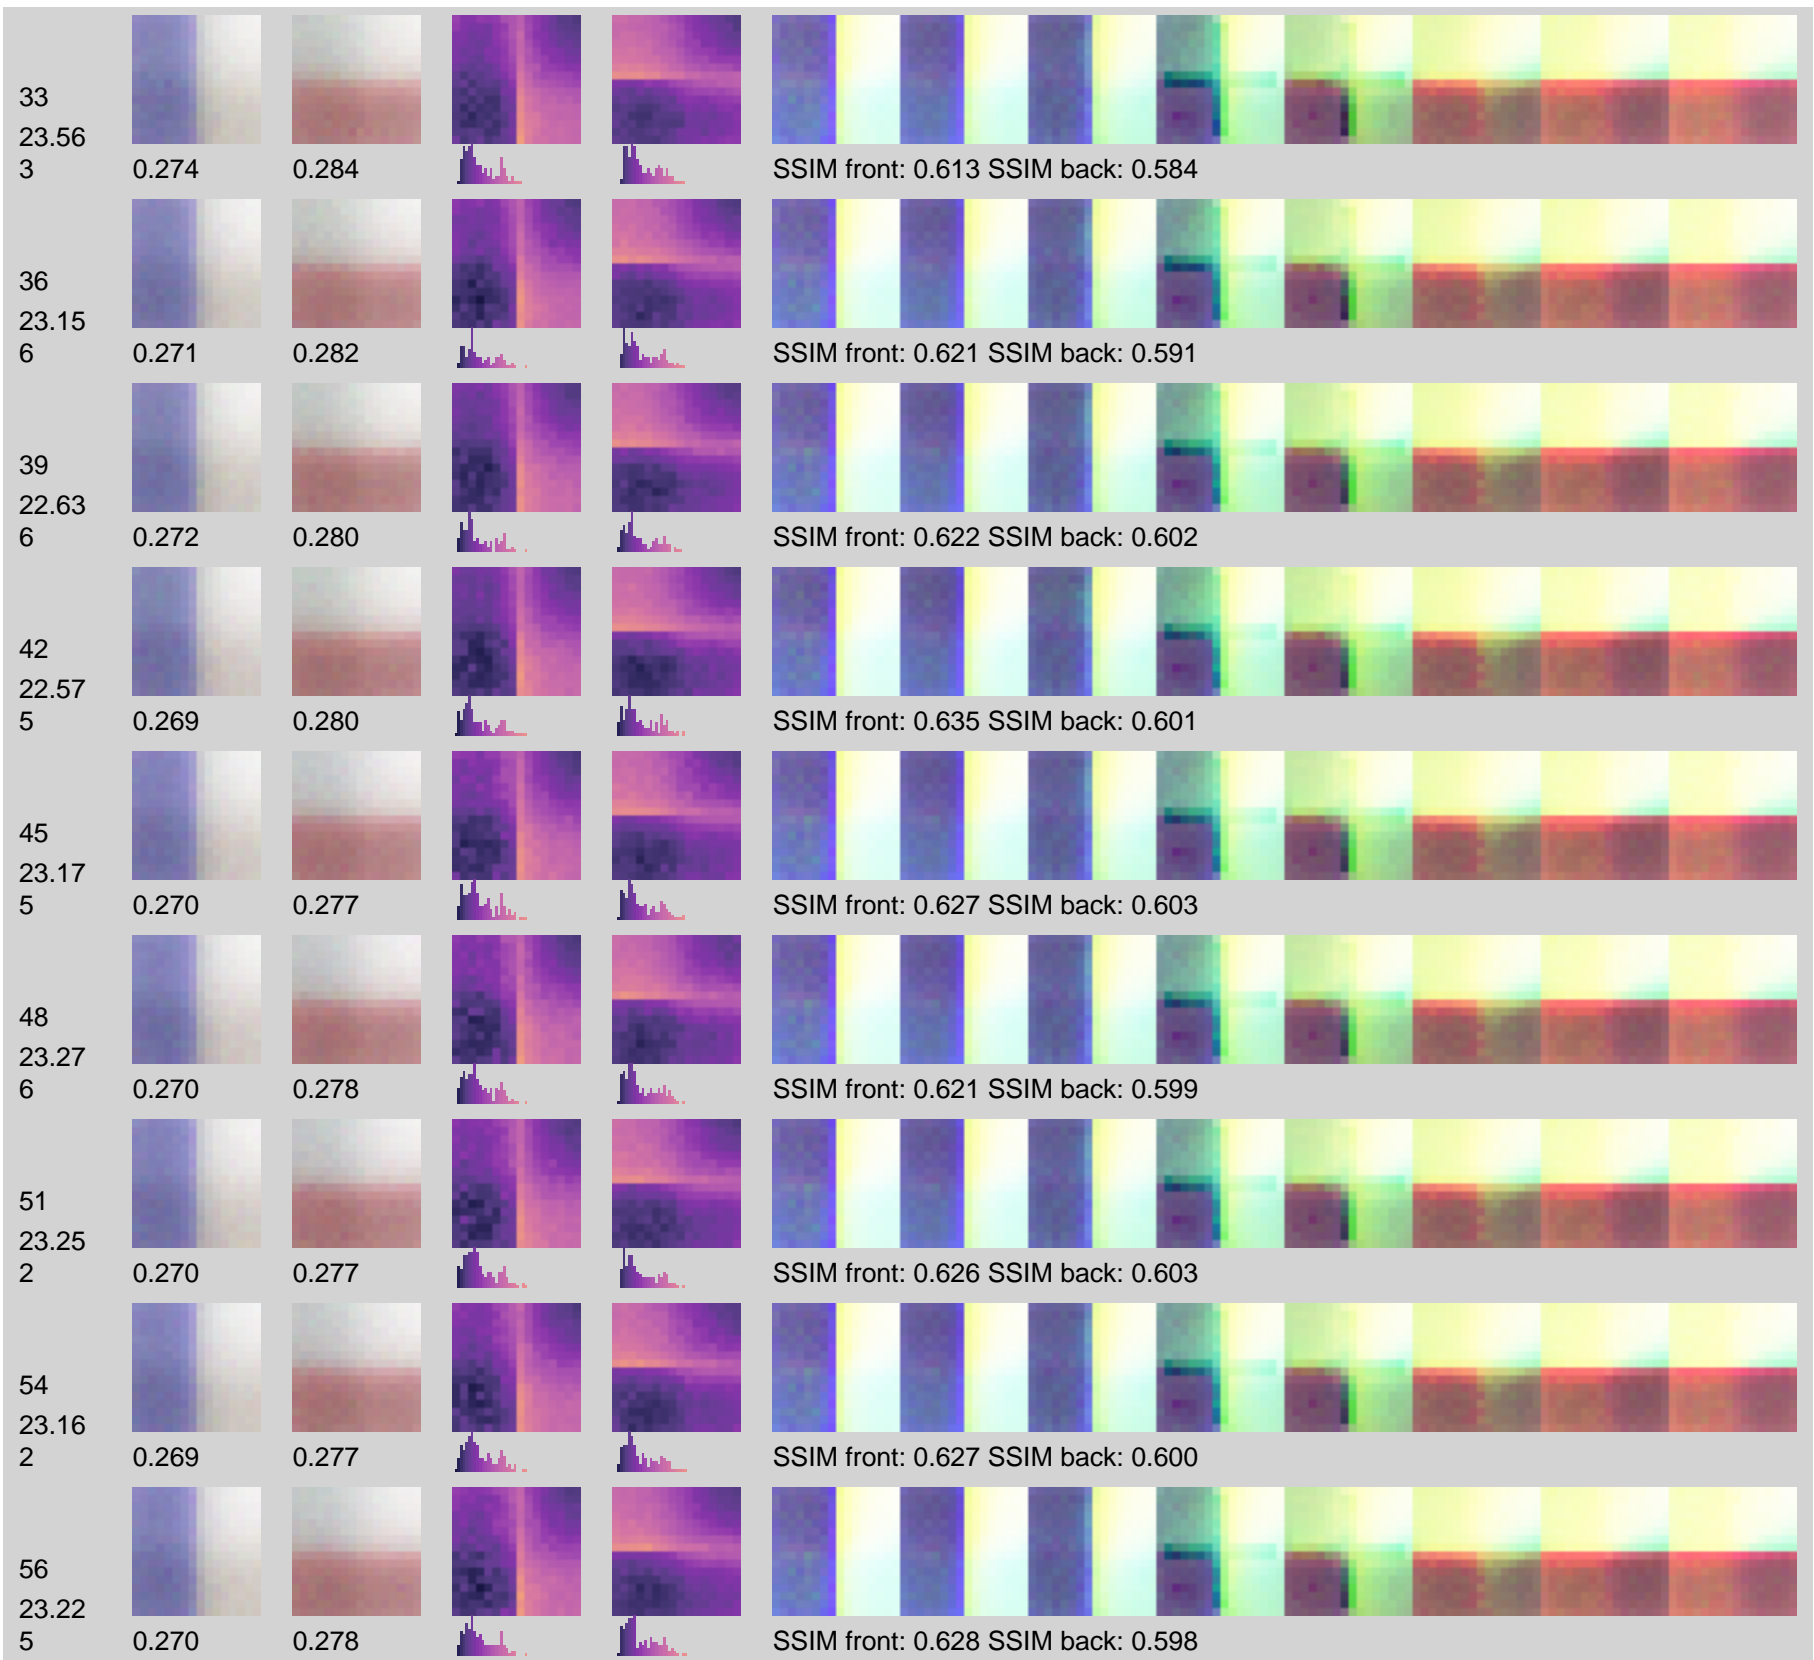 33
23.56
3 0.274 0.284 SSIM front: 0.613 SSIM back: 0.584
36
23.15
6 0.271 0.282 SSIM front: 0.621 SSIM back: 0.591
39
22.63
6 0.272 0.280 SSIM front: 0.622 SSIM back: 0.602
42
22.57
5 0.269 0.280 SSIM front: 0.635 SSIM back: 0.601
45
23.17
5 0.270 0.277 SSIM front: 0.627 SSIM back: 0.603
48
23.27
6 0.270 0.278 SSIM front: 0.621 SSIM back: 0.599
51
23.25
2 0.270 0.277 SSIM front: 0.626 SSIM back: 0.603
54
23.16
2 0.269 0.277 SSIM front: 0.627 SSIM back: 0.600
56
23.22
5 0.270 0.278 SSIM front: 0.628 SSIM back: 0.598